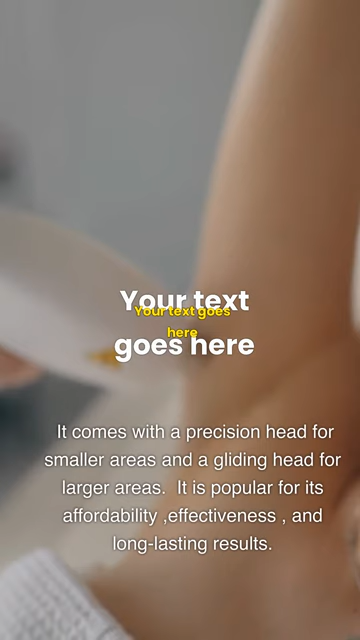 Your text
goes here
Your text goes
here
It comes with a precision head for
smaller areas and a gliding head for
larger areas.  It is popular for its
affordability ,effectiveness , and
long-lasting results.